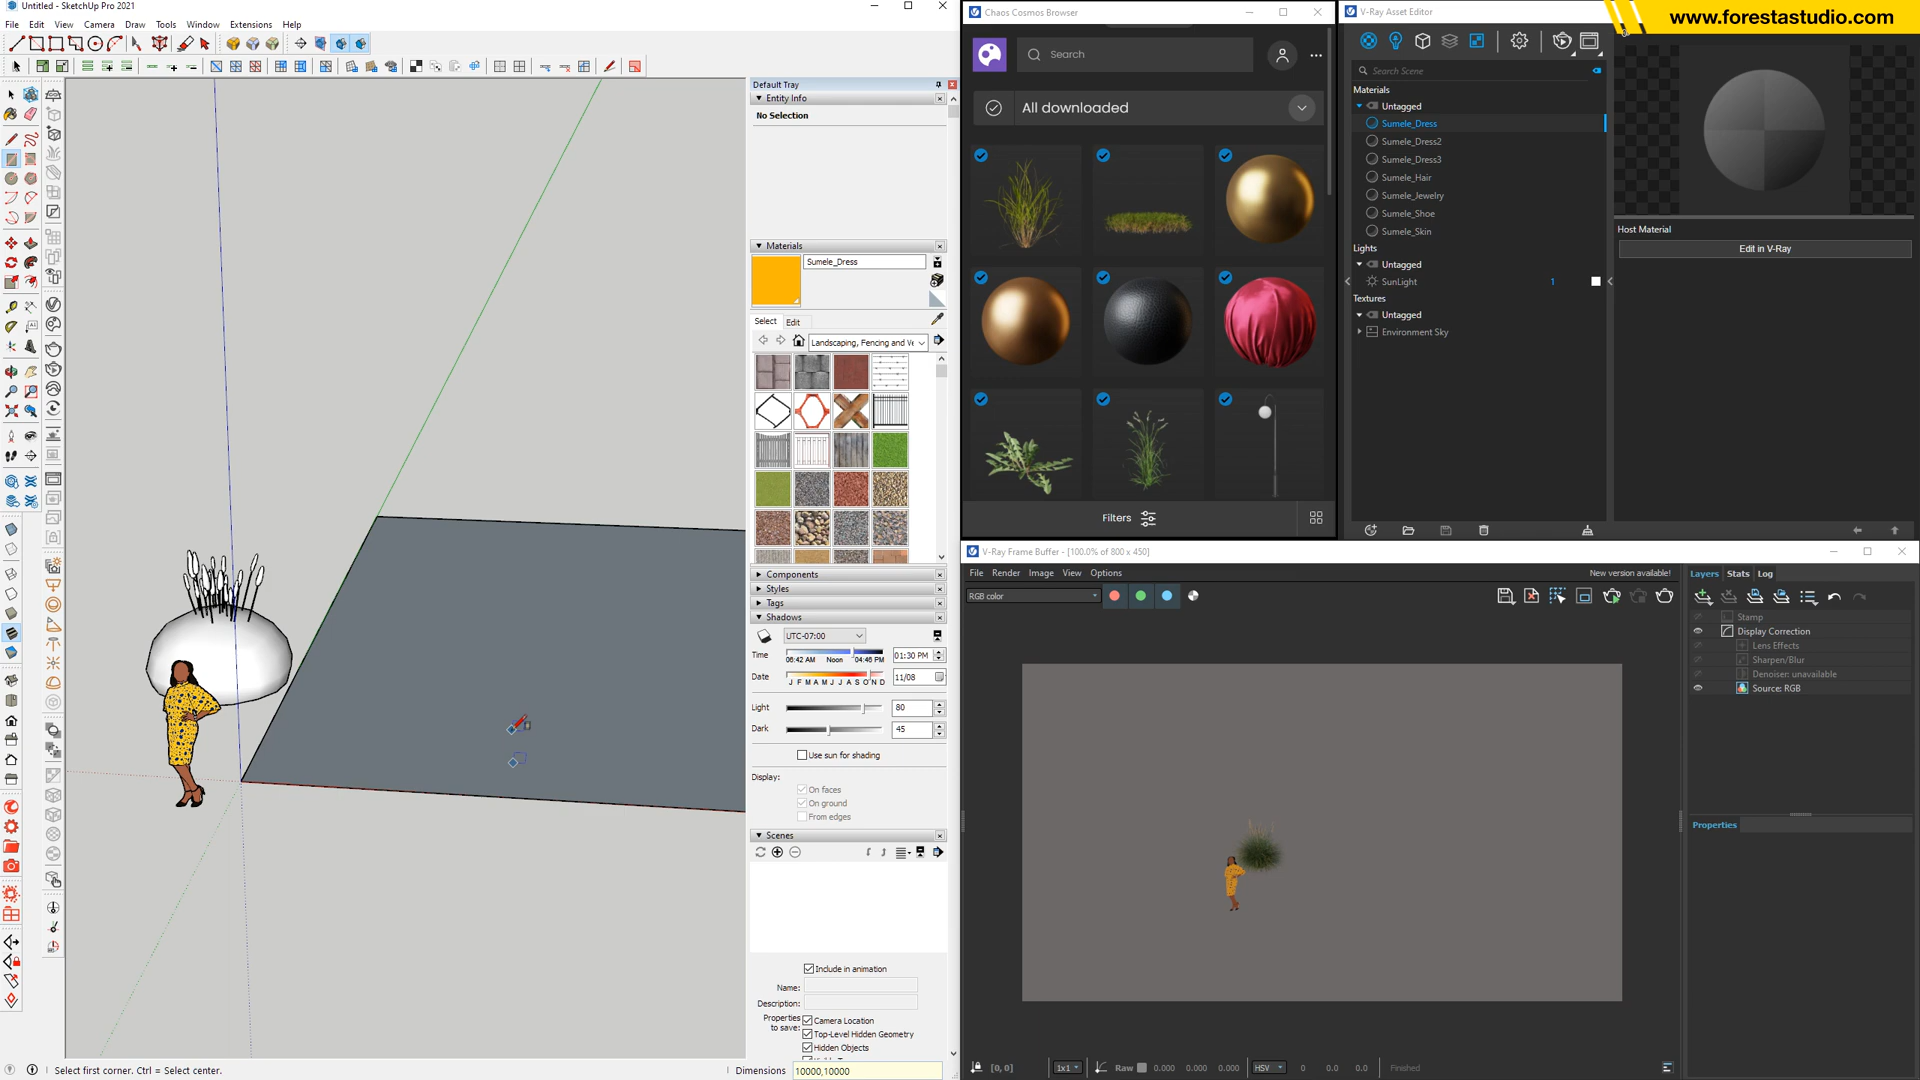 Untitled - SketchUp Pro 2021
File Edit View Camera Draw Tools Window Extensions Help
Default Tray
Entity Info
No Selection
Materials
Sumele_Dress
Select Edit
Landscaping, Fencing and Ve
Components
Styles
Tags
Shadows
UTC-07:00
Time
06:42 AM Noon 04:46 PM
01:30 PM
Date
J F M A M J J A S O N D
11/08
Light
80
Dark
45
Use sun for shading
Display:
On faces
On ground
From edges
Scenes
Include in animation
Name:
Description:
Properties to save:
Camera Location
Top-Level Hidden Geometry
Hidden Objects
Select first corner. Ctrl = Select center.
Dimensions 10000,10000
Chaos Cosmos Browser
Search
All downloaded
Filters
V-Ray Asset Editor
www.forestastudio.com
Search Scene
Materials
Untagged
Sumele_Dress
Sumele_Dress2
Sumele_Dress3
Sumele_Hair
Sumele_Jewelry
Sumele_Shoe
Sumele_Skin
Lights
Untagged
SunLight 1
Textures
Untagged
Environment Sky
Host Material
Edit in V-Ray
V-Ray Frame Buffer - [100.0% of 800 x 450]
File Render Image View Options
New version available!
RGB color
Layers Stats Log
Stamp
Display Correction
Lens Effects
Sharpen/Blur
Denoiser: unavailable
Source: RGB
Properties
[0, 0]
1x1
Raw 0.000 0.000 0.000
HSV 0 0.0 0.0
Finished